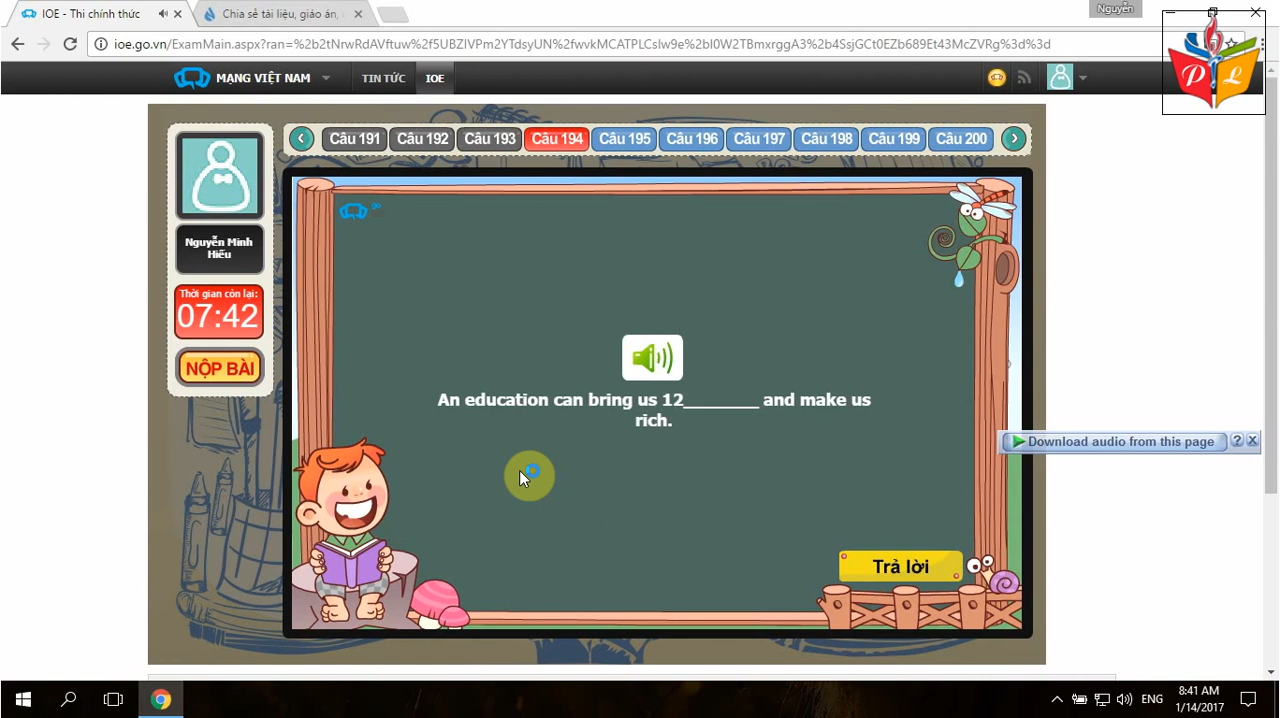 IOE - Thi chính thức
Chia sẻ tài liệu, giáo án,
Nguyễn
ioe.go.vn/ExamMain.aspx?ran=%2b2tNrwRdAVftuw%2f5UBZIVPm2YrdsyUN%2fwvkMCATPLCslw9e%2bl0W2TBmxrggA3%2b4SsjGCt0EZb689Et43McZVRg%3d%3d
P L
MẠNG VIỆT NAM
TIN TỨC
IOE
Câu 191
Câu 192
Câu 193
Câu 194
Câu 195
Câu 196
Câu 197
Câu 198
Câu 199
Câu 200
Nguyễn Minh
Hiếu
Thời gian còn lại:
07:42
NỘP BÀI
An education can bring us 12________ and make us
rich.
Download audio from this page
Trả lời
ENG
8:41 AM
1/14/2017